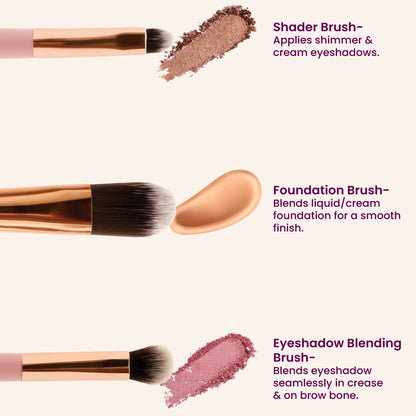 Shader Brush-
Applies shimmer &
cream eyeshadows.
Foundation Brush-
Blends liquid/cream
foundation for a smooth
finish.
Eyeshadow Blending
Brush-
Blends eyeshadow
seamlessly in crease
& on brow bone.